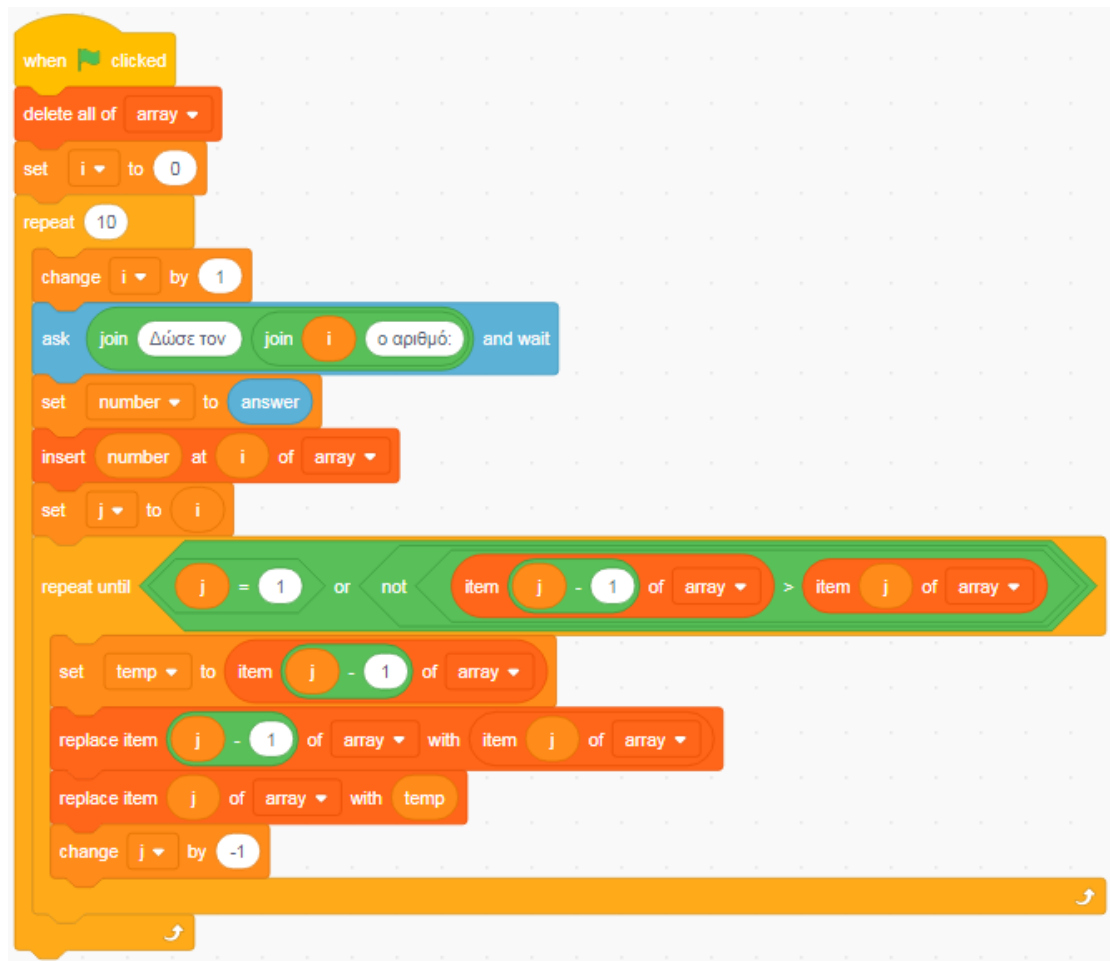 when clicked
delete all of array
set i to 0
repeat 10
change i by 1
ask join Δώσε τον join i ο αριθμό: and wait
set number to answer
insert number at i of array
set j to i
repeat until j = 1 or not item j - 1 of array > item j of array
set temp to item j - 1 of array
replace item j - 1 of array with item j of array
replace item j of array with temp
change j by -1